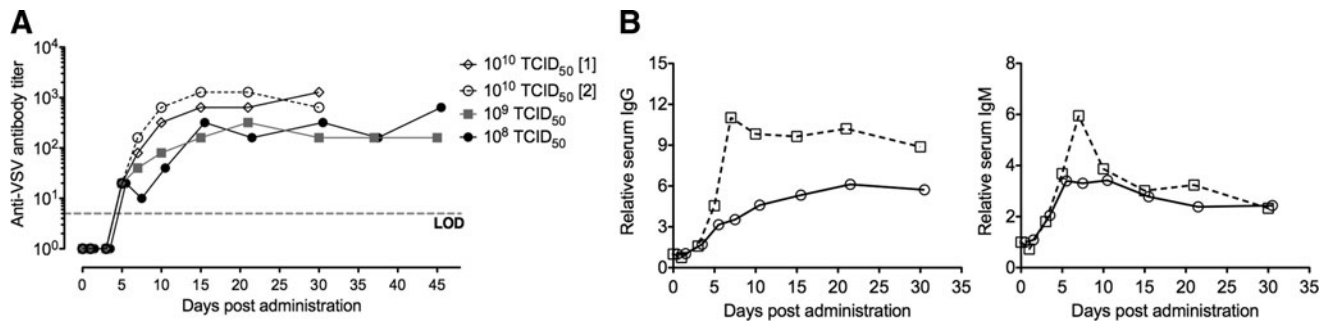 A
Anti-VSV antibody titer
10⁴
10³
10²
10¹
10⁰
LOD
0 5 10 15 20 25 30 35 40 45
Days post administration
10¹⁰ TCID₅₀ [1]
10¹⁰ TCID₅₀ [2]
10⁹ TCID₅₀
10⁸ TCID₅₀
B
Relative serum IgG
15
12
9
6
3
0
0 5 10 15 20 25 30 35
Days post administration
Relative serum IgM
8
6
4
2
0
0 5 10 15 20 25 30 35
Days post administration